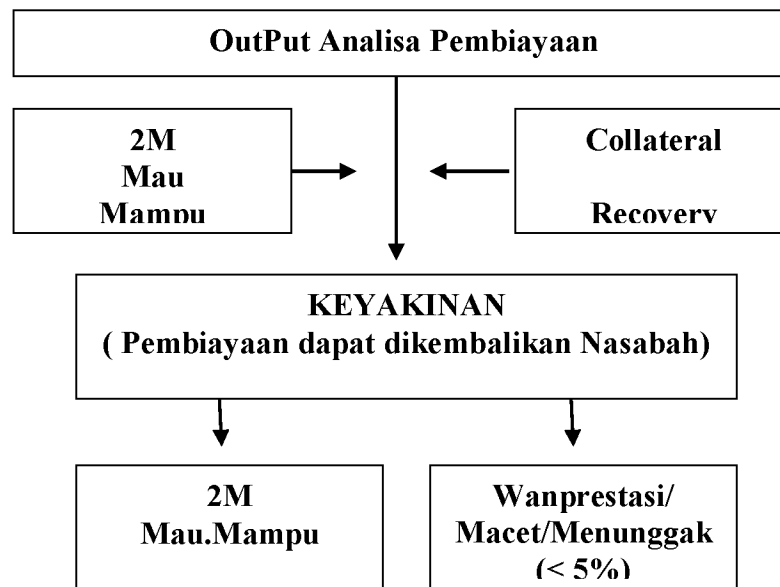 OutPut Analisa Pembiayaan
2M
Mau
Mampu
Collateral
Recovery
KEYAKINAN
( Pembiayaan dapat dikembalikan Nasabah)
2M
Mau.Mampu
Wanprestasi/
Macet/Menunggak
(< 5%)